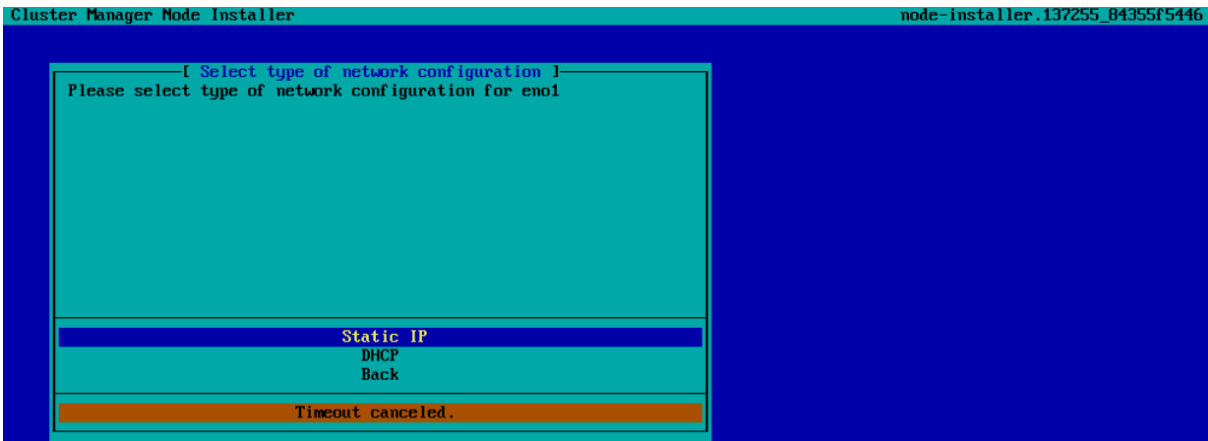 Cluster Manager Node Installer
node-installer.137255_84355f5446
[ Select type of network configuration ]
Please select type of network configuration for eno1
Static IP
DHCP
Back
Timeout canceled.